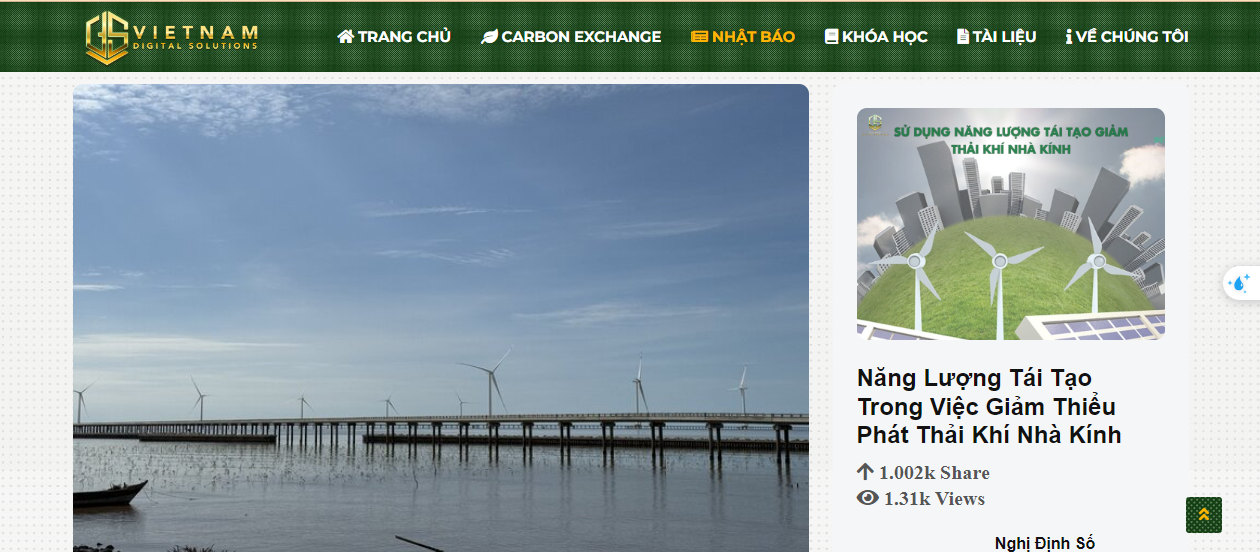 VIETNAM
DIGITAL SOLUTIONS
TRANG CHỦ
CARBON EXCHANGE
NHẬT BÁO
KHÓA HỌC
TÀI LIỆU
VỀ CHÚNG TÔI
SỬ DỤNG NĂNG LƯỢNG TÁI TẠO GIẢM
THẢI KHÍ NHÀ KÍNH
Năng Lượng Tái Tạo
Trong Việc Giảm Thiểu
Phát Thải Khí Nhà Kính
1.002k Share
1.31k Views
Nghị Định Số